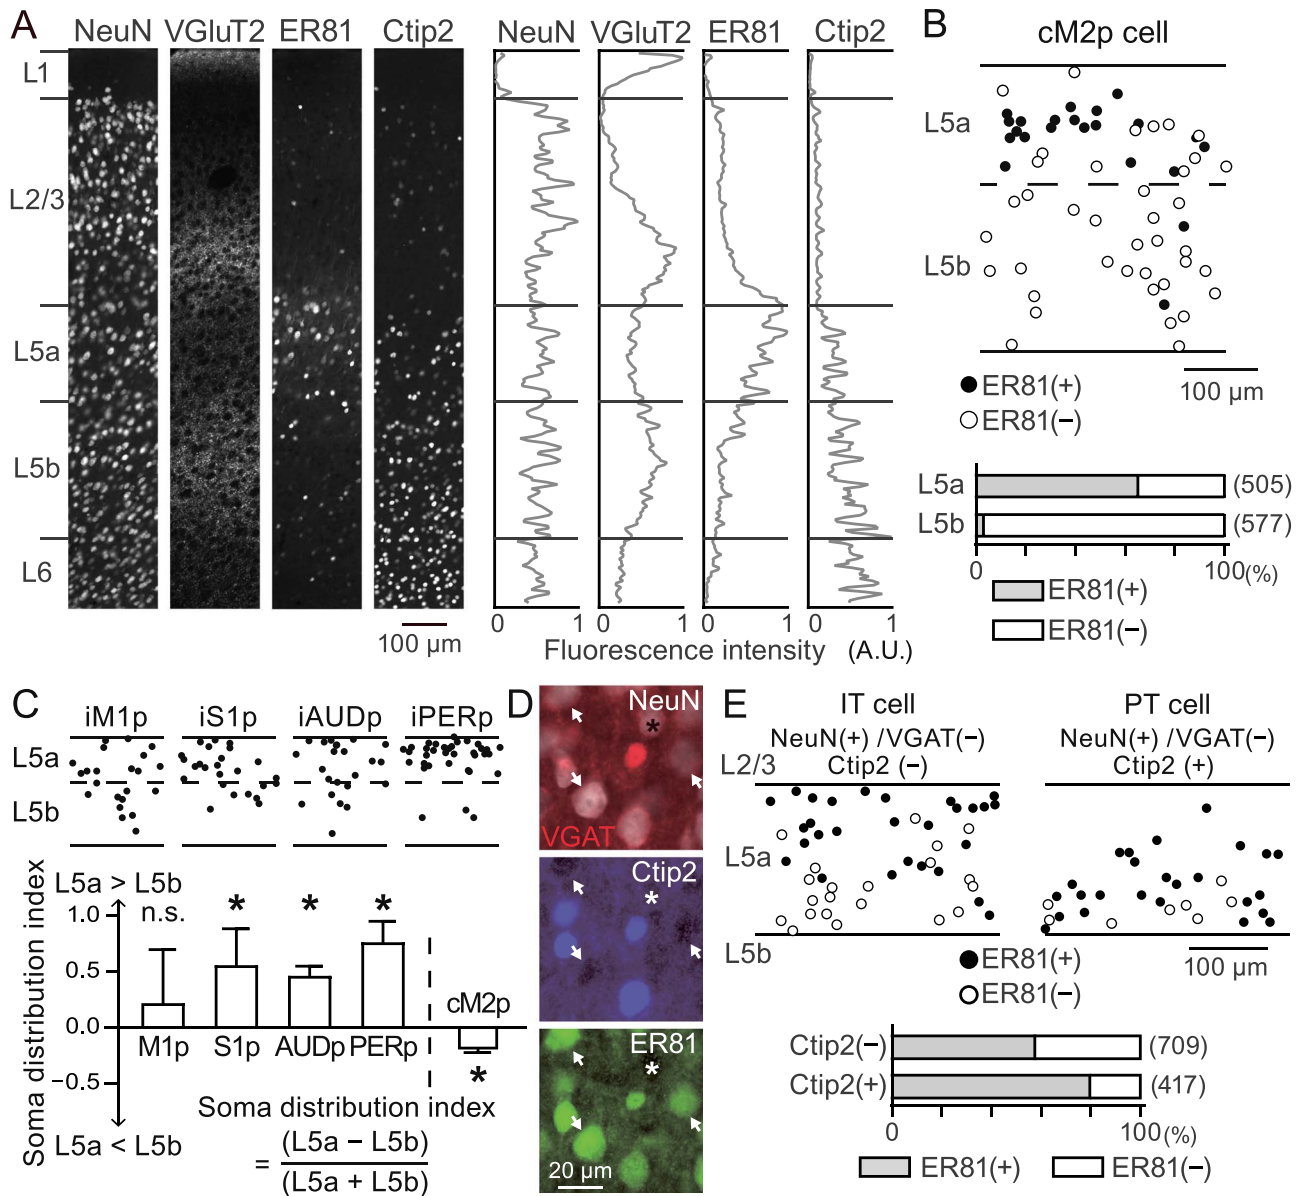 A
NeuN VGluT2 ER81 Ctip2
NeuN VGluT2 ER81 Ctip2
L1
L2/3
L5a
L5b
L6
100 µm
0 1 0 1 0 1 0 1
Fluorescence intensity (A.U.)
B
cM2p cell
L5a
L5b
100 µm
ER81(+)
ER81(−)
L5a (505)
L5b (577)
0 100(%)
ER81(+)
ER81(−)
C
iM1p iS1p iAUDp iPERp
L5a
L5b
Soma distribution index
L5a > L5b
n.s. * * *
1.0
0.5
0.0
−0.5
M1p S1p AUDp PERp
cM2p
*
L5a < L5b
Soma distribution index
= (L5a − L5b)
(L5a + L5b)
D
NeuN
*
VGAT
Ctip2
*
ER81
*
20 µm
E
IT cell PT cell
NeuN(+) /VGAT(−) NeuN(+) /VGAT(−)
Ctip2 (−) Ctip2 (+)
L2/3
L5a
L5b
100 µm
ER81(+)
ER81(−)
Ctip2(−) (709)
Ctip2(+) (417)
0 100(%)
ER81(+) ER81(−)